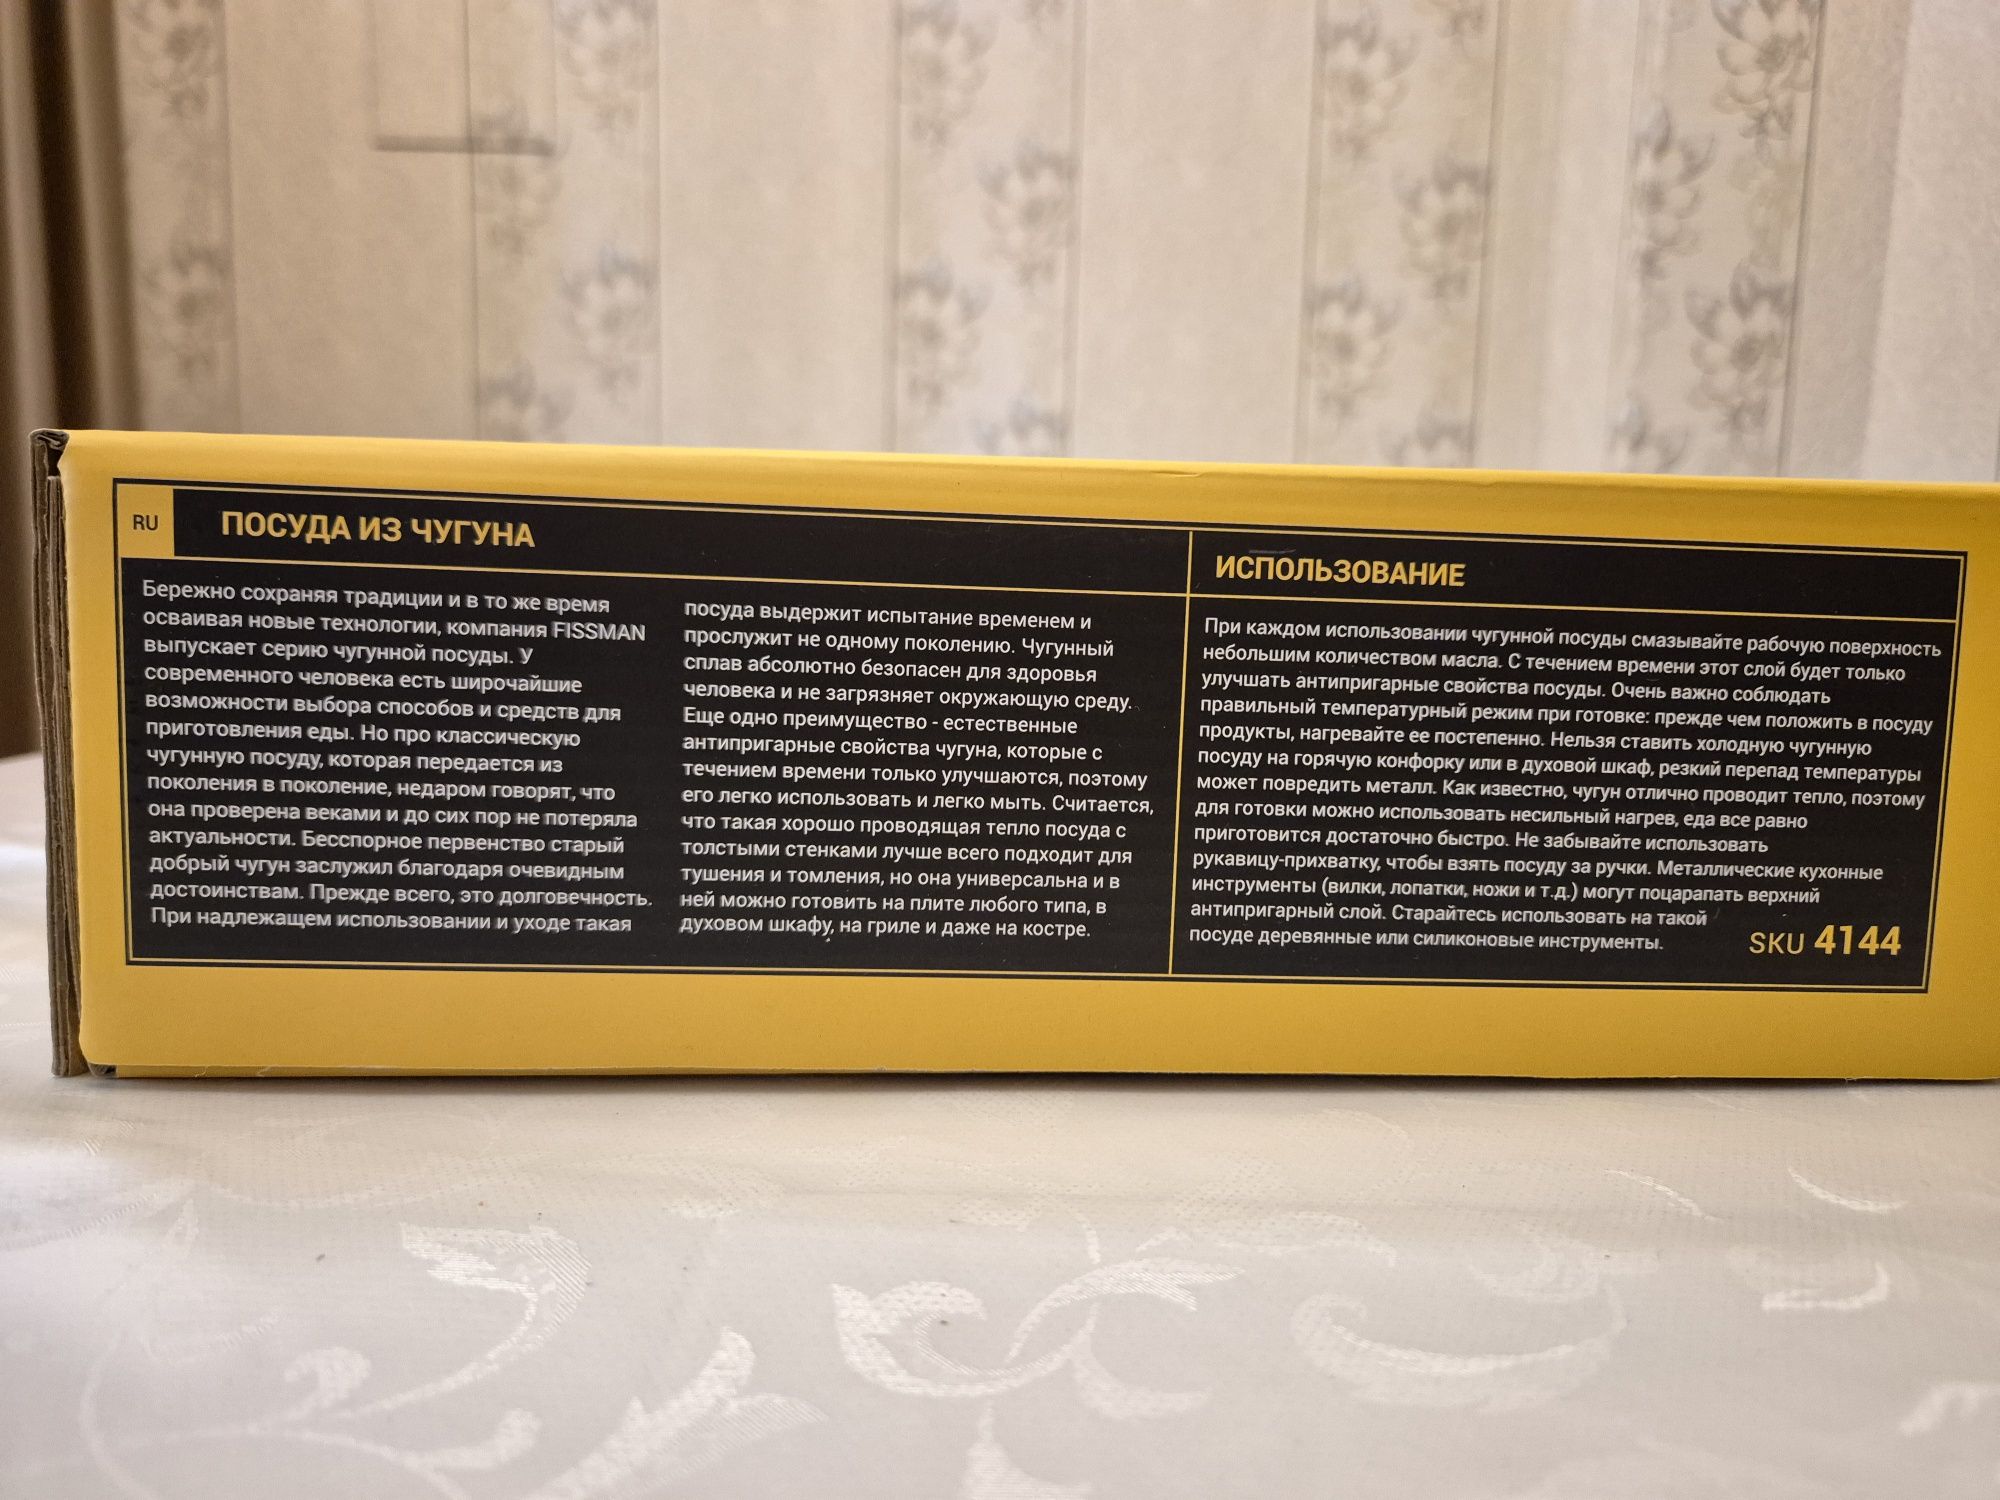 RU
ПОСУДА ИЗ ЧУГУНА
Бережно сохраняя традиции и в то же время
осваивая новые технологии, компания FISSMAN
выпускает серию чугунной посуды. У
современного человека есть широчайшие
возможности выбора способов и средств для
приготовления еды. Но про классическую
чугунную посуду, которая передается из
поколения в поколение, недаром говорят, что
она проверена веками и до сих пор не потеряла
актуальности. Бесспорное первенство старый
добрый чугун заслужил благодаря очевидным
достоинствам. Прежде всего, это долговечность.
При надлежащем использовании и уходе такая
посуда выдержит испытание временем и
прослужит не одному поколению. Чугунный
сплав абсолютно безопасен для здоровья
человека и не загрязняет окружающую среду.
Еще одно преимущество - естественные
антипригарные свойства чугуна, которые с
течением времени только улучшаются, поэтому
его легко использовать и легко мыть. Считается,
что такая хорошо проводящая тепло посуда с
толстыми стенками лучше всего подходит для
тушения и томления, но она универсальна и в
ней можно готовить на плите любого типа, в
духовом шкафу, на гриле и даже на костре.
ИСПОЛЬЗОВАНИЕ
При каждом использовании чугунной посуды смазывайте рабочую поверхность
небольшим количеством масла. С течением времени этот слой будет только
улучшать антипригарные свойства посуды. Очень важно соблюдать
правильный температурный режим при готовке: прежде чем положить в посуду
продукты, нагревайте ее постепенно. Нельзя ставить холодную чугунную
посуду на горячую конфорку или в духовой шкаф, резкий перепад температуры
может повредить металл. Как известно, чугун отлично проводит тепло, поэтому
для готовки можно использовать несильный нагрев, еда все равно
приготовится достаточно быстро. Не забывайте использовать
рукавицу-прихватку, чтобы взять посуду за ручки. Металлические кухонные
инструменты (вилки, лопатки, ножи и т.д.) могут поцарапать верхний
антипригарный слой. Старайтесь использовать на такой
посуде деревянные или силиконовые инструменты.
SKU 4144